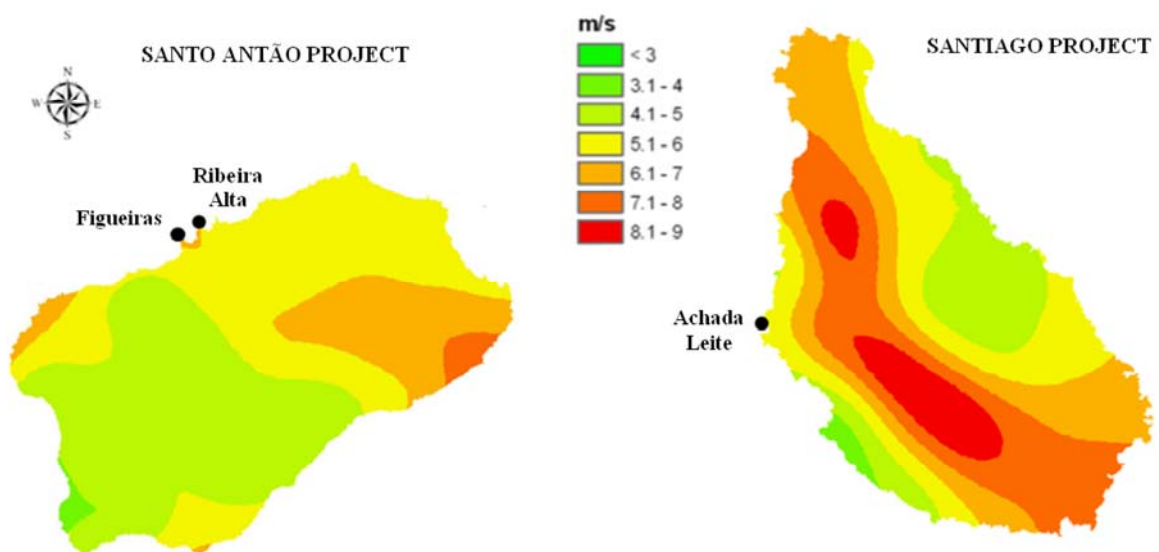 SANTO ANTÃO PROJECT
N
W
E
S
Ribeira
Alta
Figueiras
m/s
< 3
3.1 - 4
4.1 - 5
5.1 - 6
6.1 - 7
7.1 - 8
8.1 - 9
SANTIAGO PROJECT
Achada
Leite